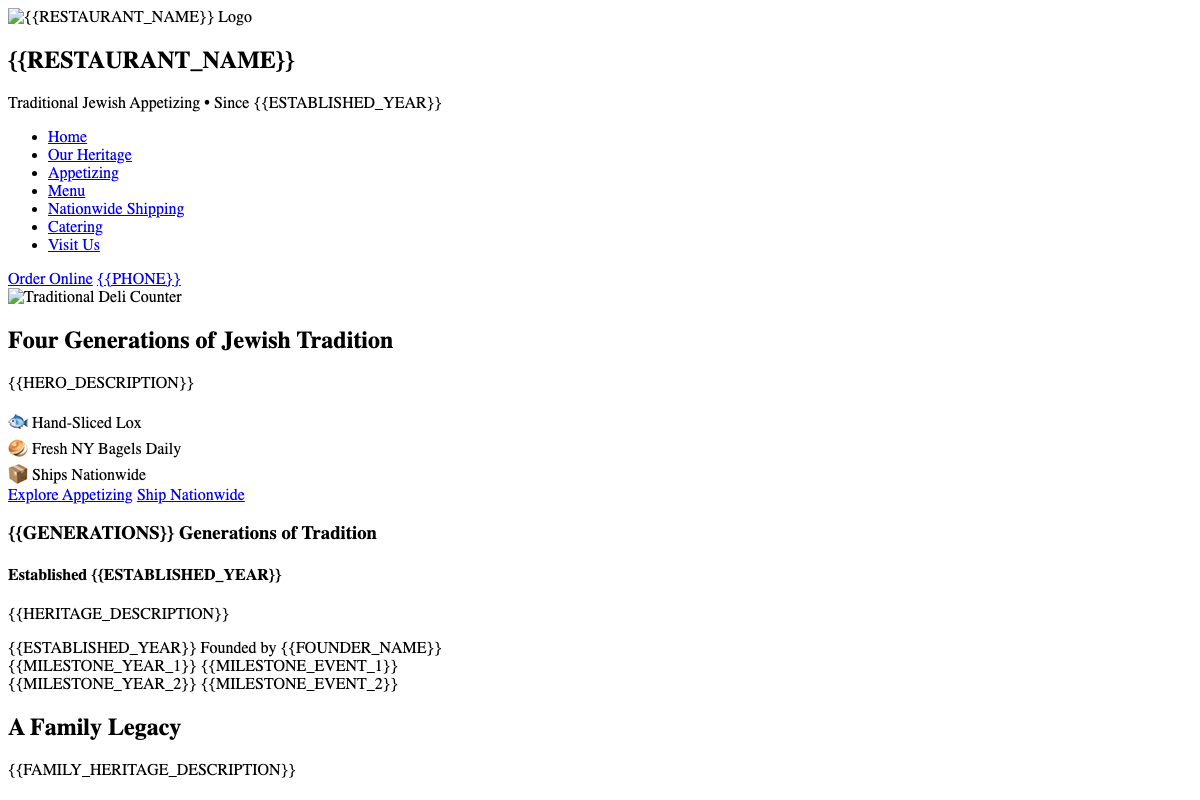 {{RESTAURANT_NAME}} Logo
{{RESTAURANT_NAME}}
Traditional Jewish Appetizing • Since {{ESTABLISHED_YEAR}}
Home
Our Heritage
Appetizing
Menu
Nationwide Shipping
Catering
Visit Us
Order Online {{PHONE}}
Traditional Deli Counter
Four Generations of Jewish Tradition
{{HERO_DESCRIPTION}}
🐟 Hand-Sliced Lox
🥯 Fresh NY Bagels Daily
📦 Ships Nationwide
Explore Appetizing Ship Nationwide
{{GENERATIONS}} Generations of Tradition
Established {{ESTABLISHED_YEAR}}
{{HERITAGE_DESCRIPTION}}
{{ESTABLISHED_YEAR}} Founded by {{FOUNDER_NAME}}
{{MILESTONE_YEAR_1}} {{MILESTONE_EVENT_1}}
{{MILESTONE_YEAR_2}} {{MILESTONE_EVENT_2}}
A Family Legacy
{{FAMILY_HERITAGE_DESCRIPTION}}